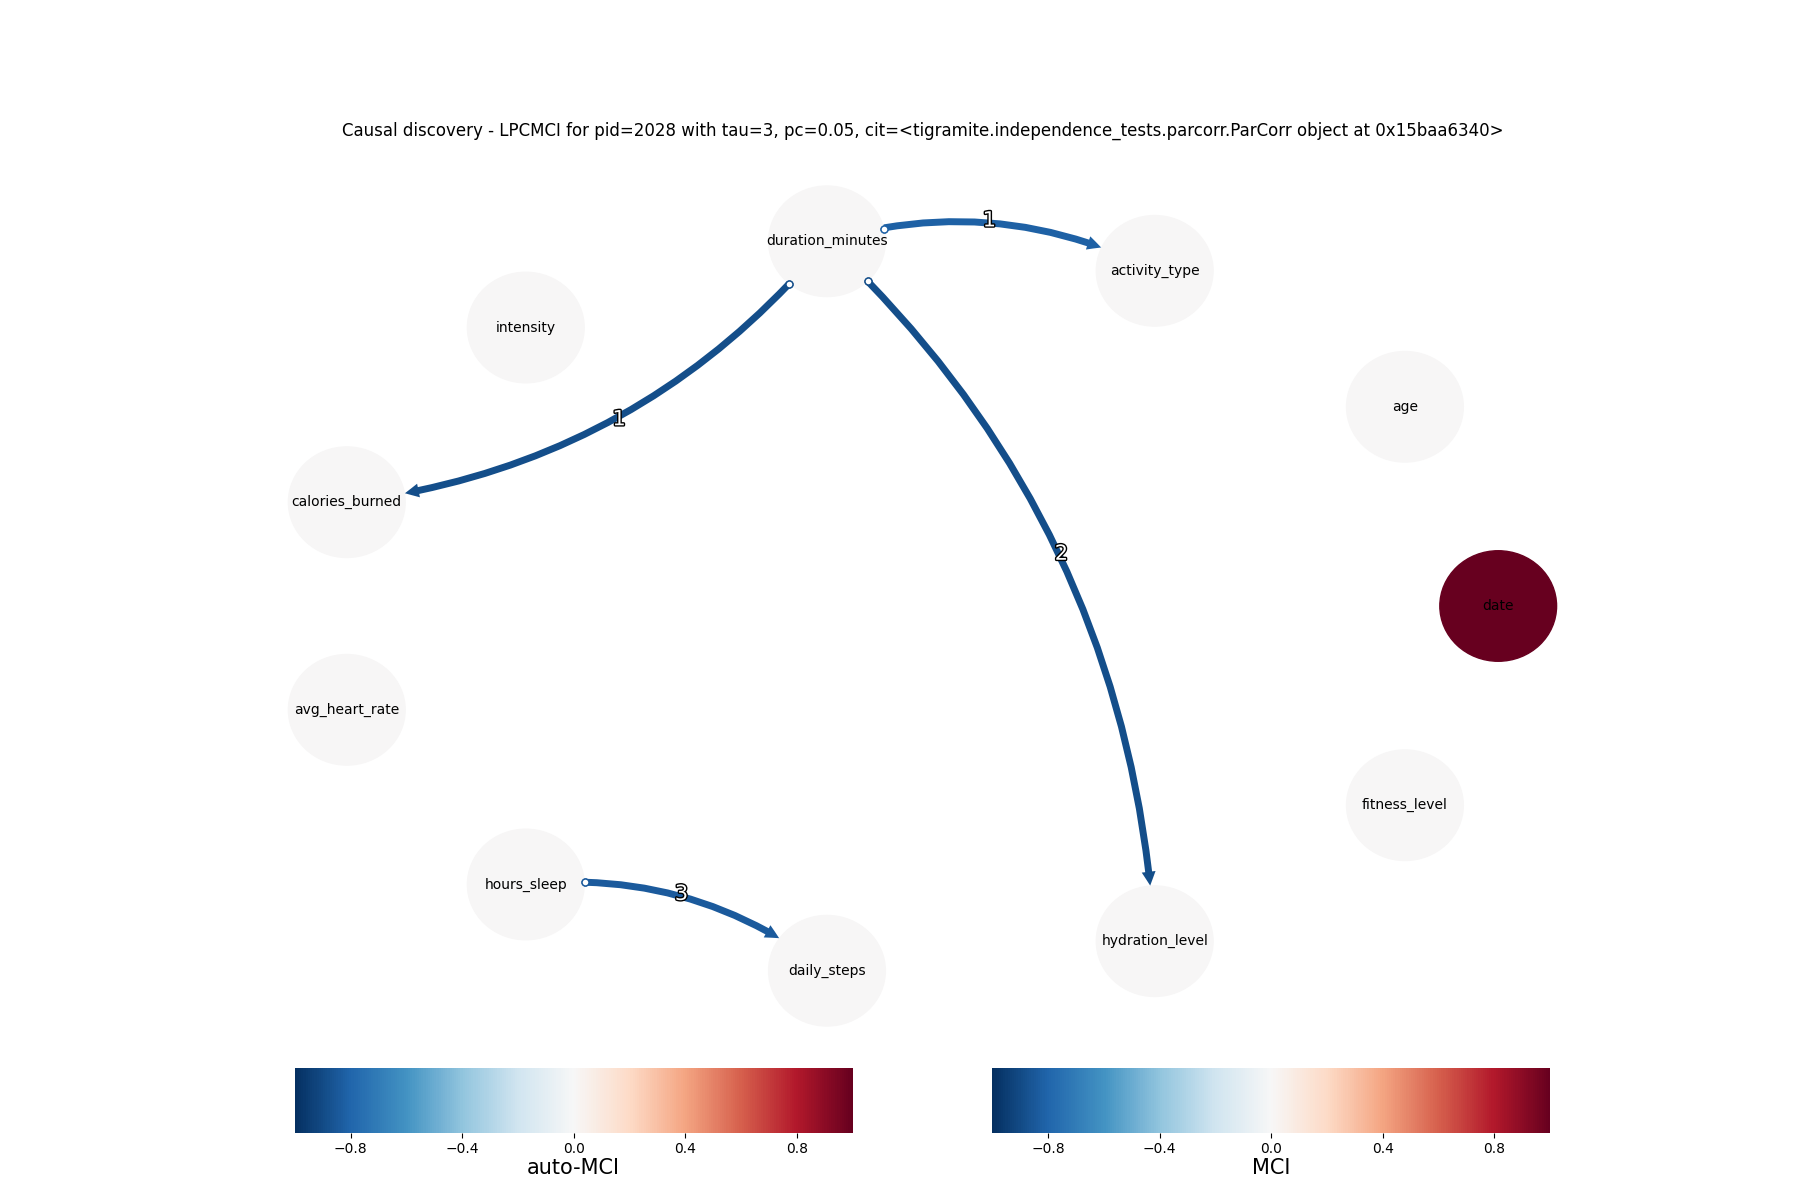 Causal discovery - LPCMCI for pid=2028 with tau=3, pc=0.05, cit=<tigramite.independence_tests.parcorr.ParCorr object at 0x15baa6340>
1
duration_minutes
activity_type
intensity
age
1
calories_burned
2
date
avg_heart_rate
fitness_level
hours_sleep
3
hydration_level
daily_steps
−0.8 −0.4 0.0 0.4 0.8
auto-MCI
−0.8 −0.4 0.0 0.4 0.8
MCI